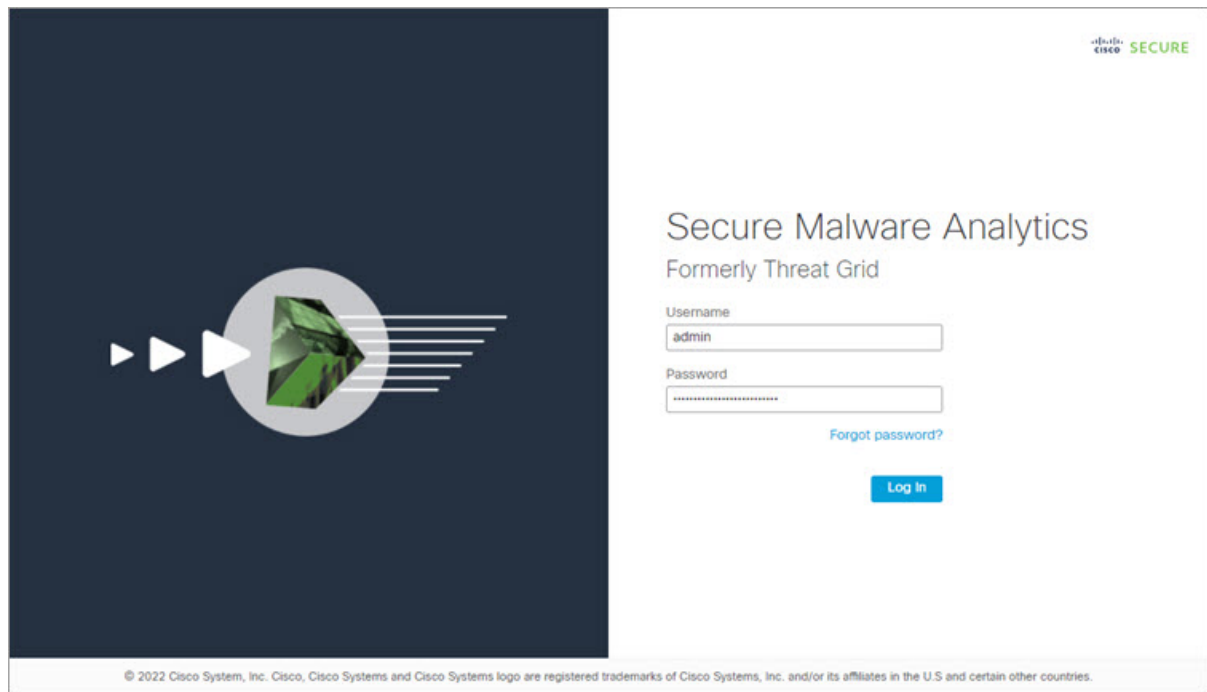 cisco SECURE
Secure Malware Analytics
Formerly Threat Grid
Username
admin
Password
Forgot password?
Log In
© 2022 Cisco System, Inc. Cisco, Cisco Systems and Cisco Systems logo are registered trademarks of Cisco Systems, Inc. and/or its affiliates in the U.S and certain other countries.